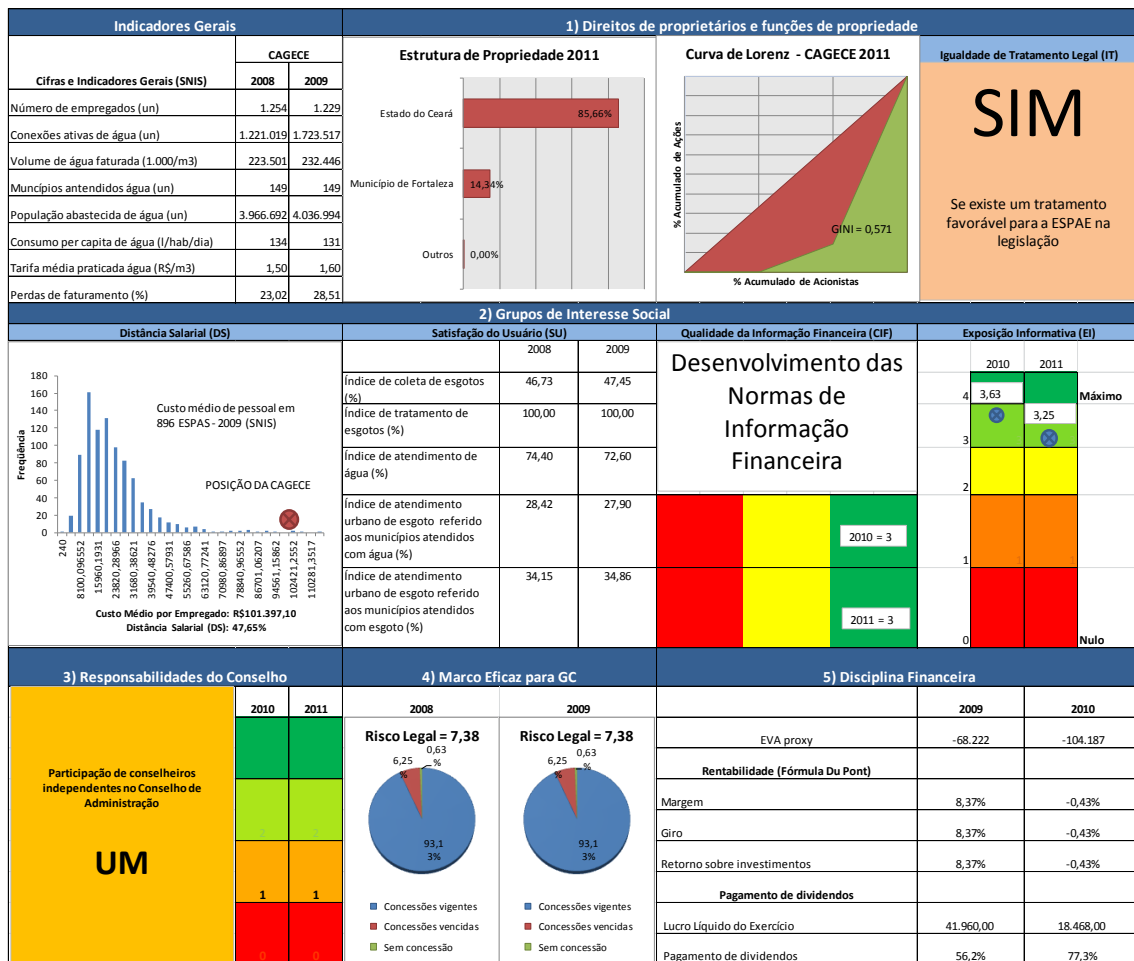 Indicadores Gerais
1) Direitos de proprietários e funções de propriedade
CAGECE
Cifras e Indicadores Gerais (SNIS) 2008 2009
Número de empregados (un) 1.254 1.229
Conexões ativas de água (un) 1.221.019 1.723.517
Volume de água faturada (1.000/m3) 223.501 232.446
Muncípios antendidos água (un) 149 149
População abastecida de água (un) 3.966.692 4.036.994
Consumo per capita de água (l/hab/dia) 134 131
Tarifa média praticada água (R$/m3) 1,50 1,60
Perdas de faturamento (%) 23,02 28,51
Estrutura de Propriedade 2011
Estado do Ceará 85,66%
Município de Fortaleza 14,34%
Outros 0,00%
Curva de Lorenz - CAGECE 2011
% Acumulado de Ações
GINI = 0,571
% Acumulado de Acionistas
Igualdade de Tratamento Legal (IT)
SIM
Se existe um tratamento
favorável para a ESPAE na
legislação
2) Grupos de Interesse Social
Distância Salarial (DS)
Freqüência
180
160
140
120
100
80
60
40
20
0
Custo médio de pessoal em
896 ESPAS - 2009 (SNIS)
POSIÇÃO DA CAGECE
240
8100,096552
15960,1931
23820,28966
31680,38621
39540,48276
47400,57931
55260,67586
63120,77241
70980,86897
78840,96552
86701,06207
94561,15862
102421,2552
110281,3517
Custo Médio por Empregado: R$101.397,10
Distância Salarial (DS): 47,65%
Satisfação do Usuário (SU)
2008 2009
Índice de coleta de esgotos
(%) 46,73 47,45
Índice de tratamento de
esgotos (%) 100,00 100,00
Índice de atendimento de
água (%) 74,40 72,60
Índice de atendimento
urbano de esgoto referido
aos municípios atendidos
com água (%) 28,42 27,90
Índice de atendimento
urbano de esgoto referido
aos municípios atendidos
com esgoto (%) 34,15 34,86
Qualidade da Informação Financeira (CIF)
Desenvolvimento das
Normas de
Informação
Financeira
2010 = 3
2011 = 3
Exposição Informativa (EI)
2010 2011
4 3,63 Máximo
3,25
3
2
1 1 1
0 Nulo
3) Responsabilidades do Conselho
2010 2011
Participação de conselheiros
independentes no Conselho de
Administração
UM
2 2
1 1
0 0
4) Marco Eficaz para GC
2008 2009
Risco Legal = 7,38
0,63
%
6,25
%
93,1
3%
Concessões vigentes
Concessões vencidas
Sem concessão
Risco Legal = 7,38
0,63
%
6,25
%
93,1
3%
Concessões vigentes
Concessões vencidas
Sem concessão
5) Disciplina Financeira
2009 2010
EVA proxy -68.222 -104.187
Rentabilidade (Fórmula Du Pont)
Margem 8,37% -0,43%
Giro 8,37% -0,43%
Retorno sobre investimentos 8,37% -0,43%
Pagamento de dividendos
Lucro Líquido do Exercício 41.960,00 18.468,00
Pagamento de dividendos 56,2% 77,3%